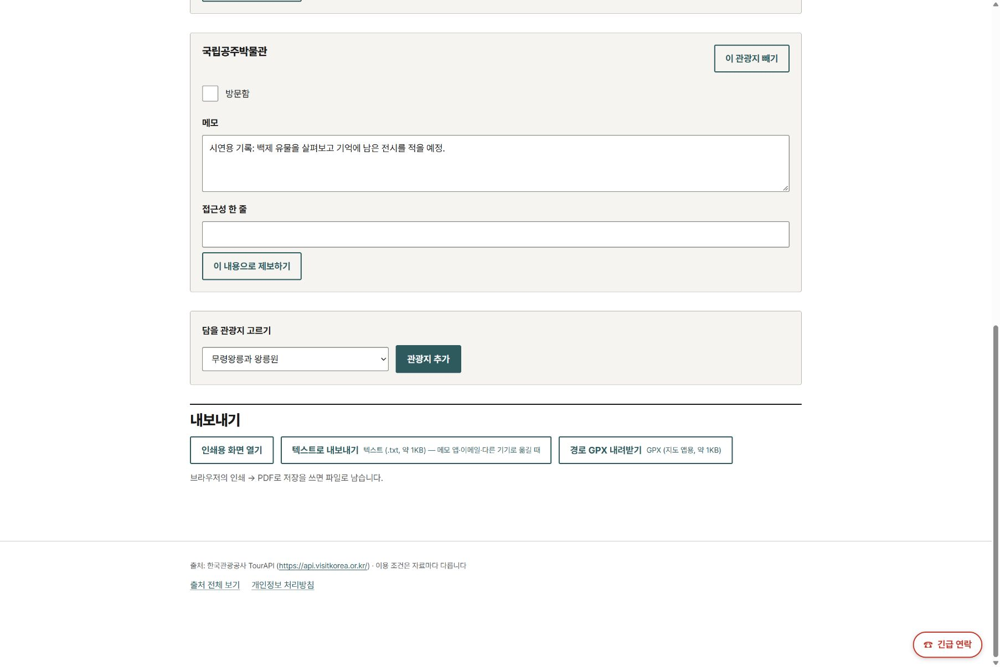 국립공주박물관
이 관광지 빼기
방문함
메모
시연용 기록: 백제 유물을 살펴보고 기억에 남은 전시를 적을 예정.
접근성 한 줄
이 내용으로 제보하기
담을 관광지 고르기
무령왕릉과 왕릉원
관광지 추가
내보내기
인쇄용 화면 열기
텍스트로 내보내기 텍스트 (.txt, 약 1KB) — 메모 앱·이메일·다른 기기로 옮길 때
경로 GPX 내려받기 GPX (지도 앱용, 약 1KB)
브라우저의 인쇄 → PDF로 저장을 쓰면 파일로 남습니다.
출처: 한국관광공사 TourAPI (https://api.visitkorea.or.kr/) · 이용 조건은 자료마다 다릅니다
출처 전체 보기 개인정보 처리방침
☎ 긴급 연락